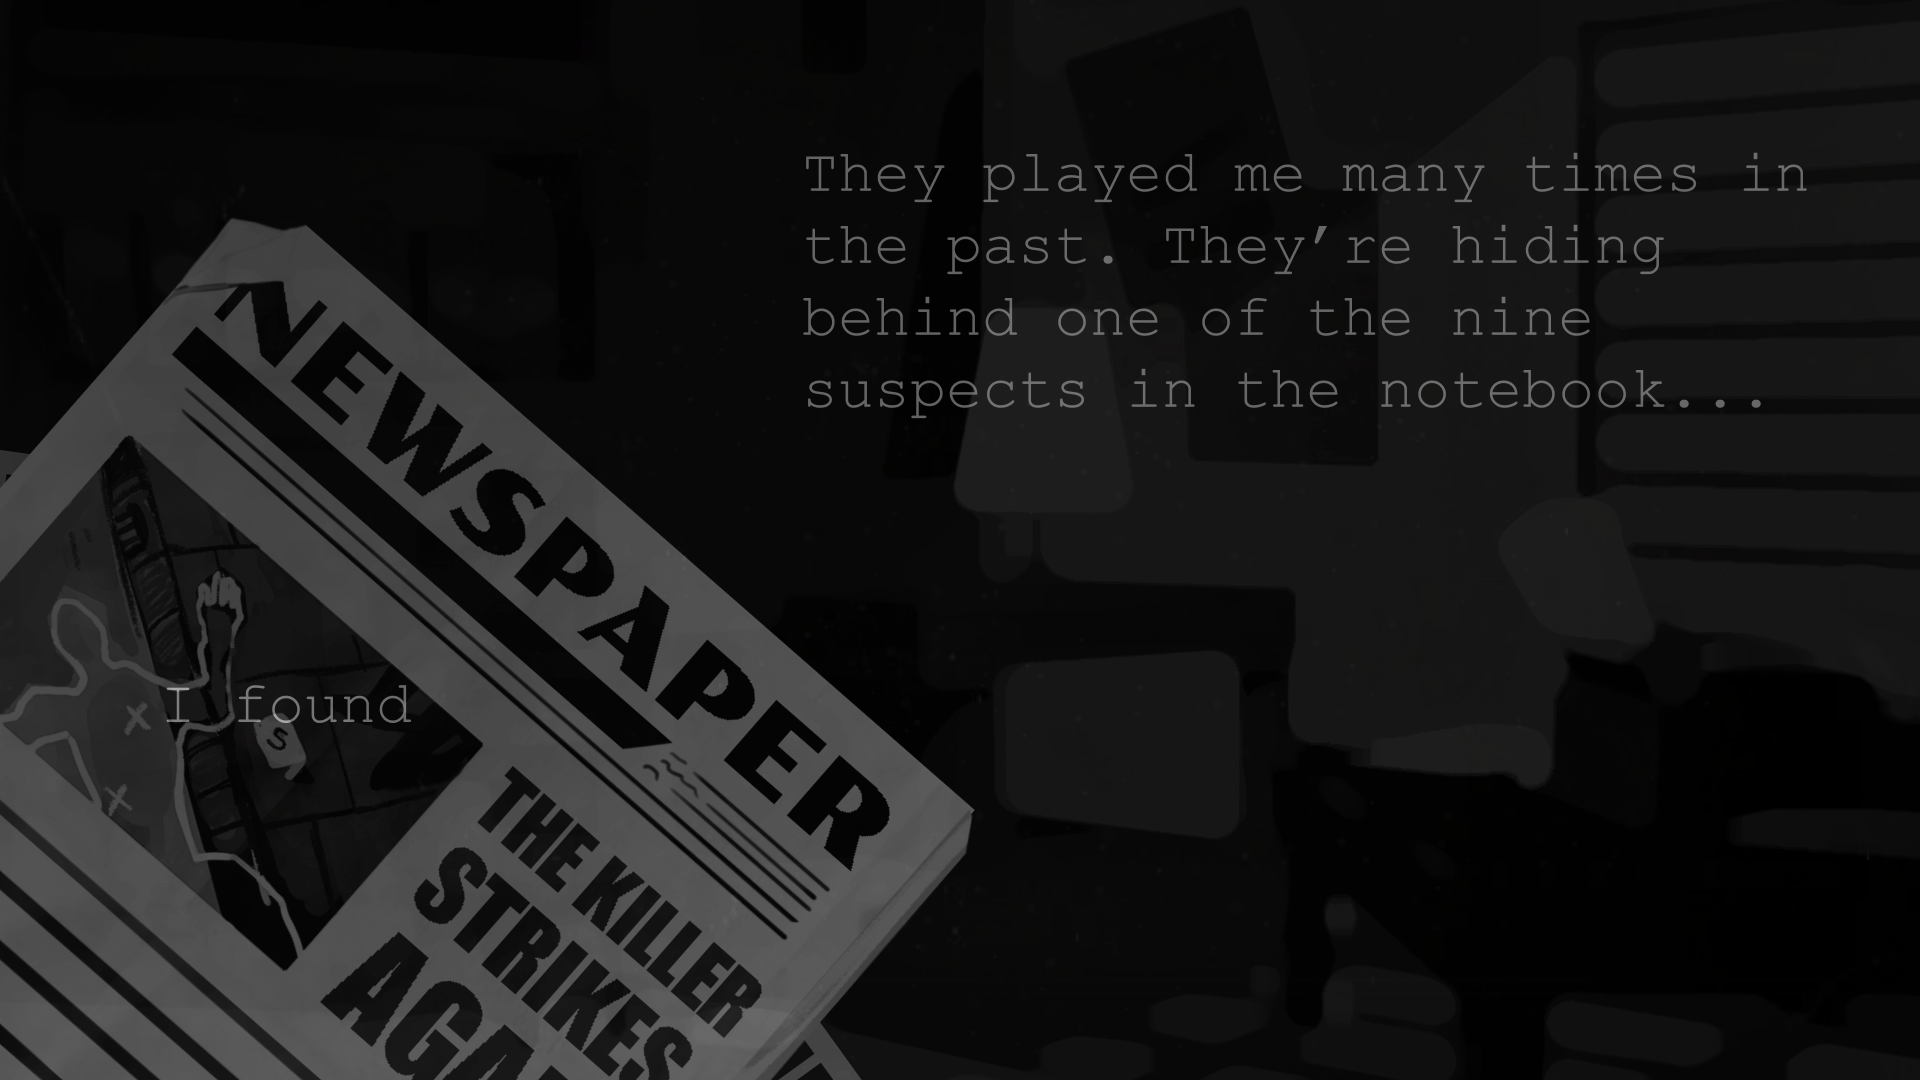 They played me many times in
the past. They’re hiding
behind one of the nine
suspects in the notebook...
NEWSPAPER
I found
S
THE KILLER
STRIKES